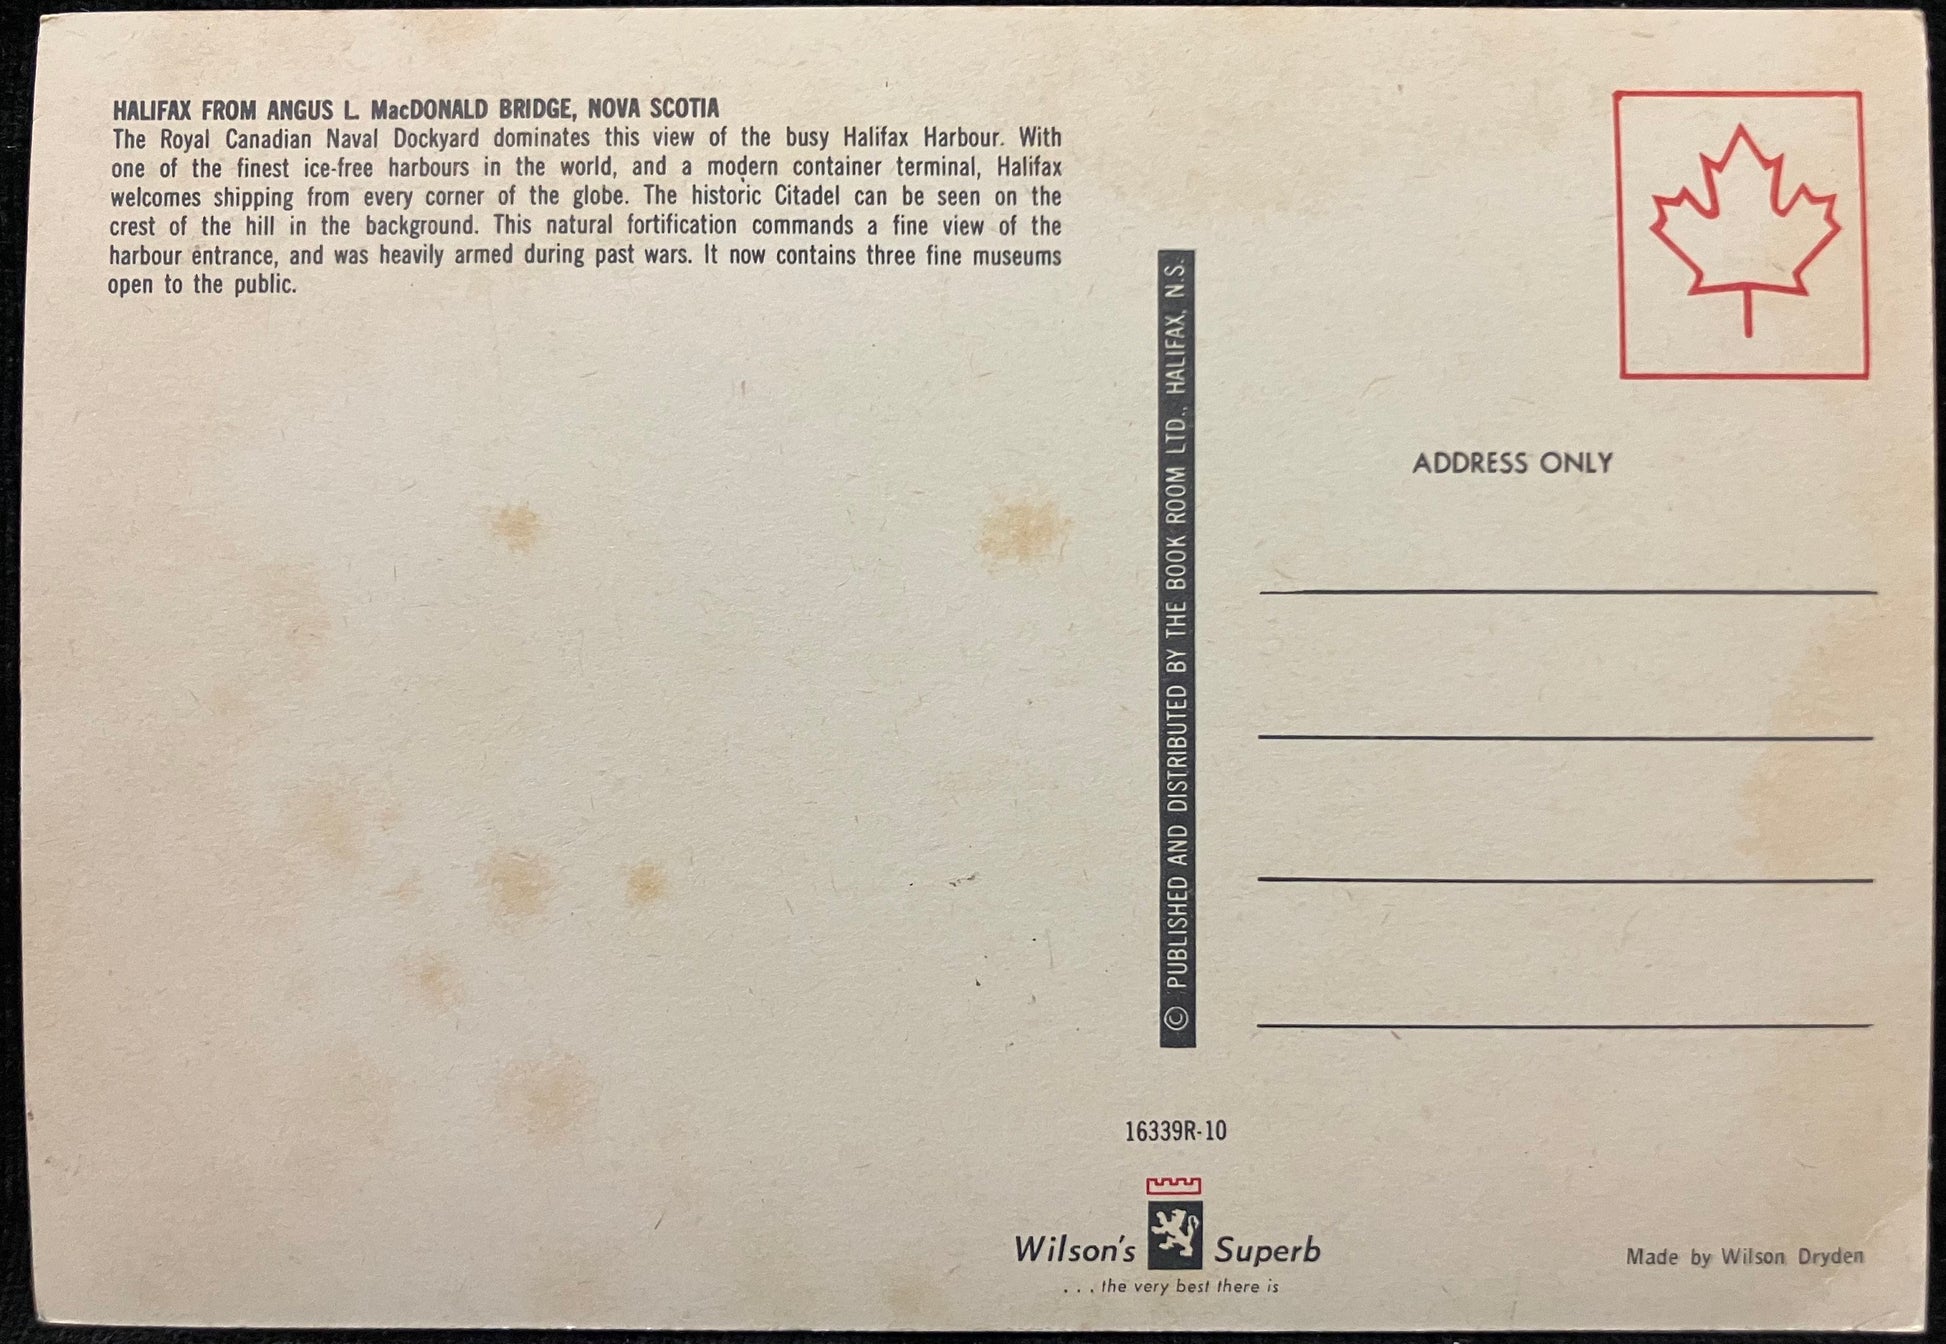 HALIFAX FROM ANGUS L. MacDONALD BRIDGE, NOVA SCOTIA
The Royal Canadian Naval Dockyard dominates this view of the busy Halifax Harbour. With
one of the finest ice-free harbours in the world, and a modern container terminal, Halifax
welcomes shipping from every corner of the globe. The historic Citadel can be seen on the
crest of the hill in the background. This natural fortification commands a fine view of the
harbour entrance, and was heavily armed during past wars. It now contains three fine museums
open to the public.
© PUBLISHED AND DISTRIBUTED BY THE BOOK ROOM LTD., HALIFAX, N.S.
ADDRESS ONLY
16339R-10
Wilson's Superb
. . . the very best there is
Made by Wilson Dryden